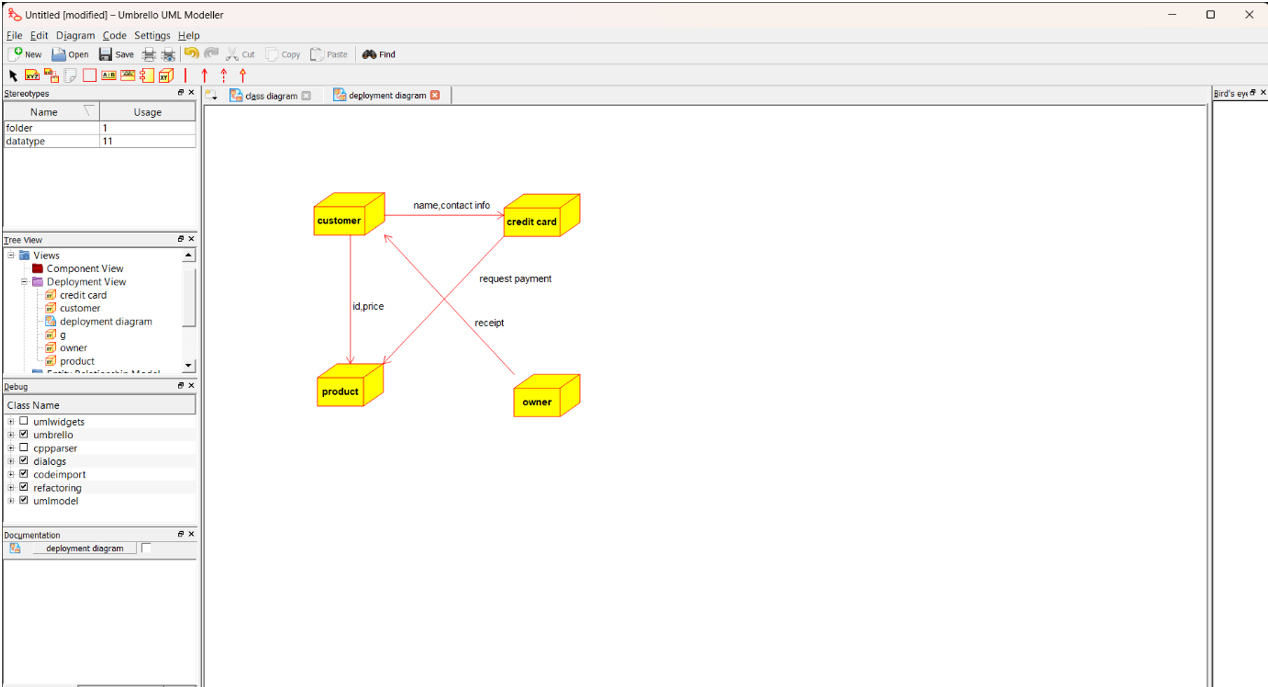 Untitled [modified] – Umbrello UML Modeller
File Edit Diagram Code Settings Help
New Open Save Cut Copy Paste Find
Stereotypes
Name Usage
folder 1
datatype 11
class diagram deployment diagram
Bird's eye
customer
name,contact info
credit card
request payment
id,price
receipt
product
owner
Tree View
Views
Component View
Deployment View
credit card
customer
deployment diagram
g
owner
product
Debug
Class Name
umlwidgets
umbrello
cppparser
dialogs
codeimport
refactoring
umlmodel
Documentation
deployment diagram